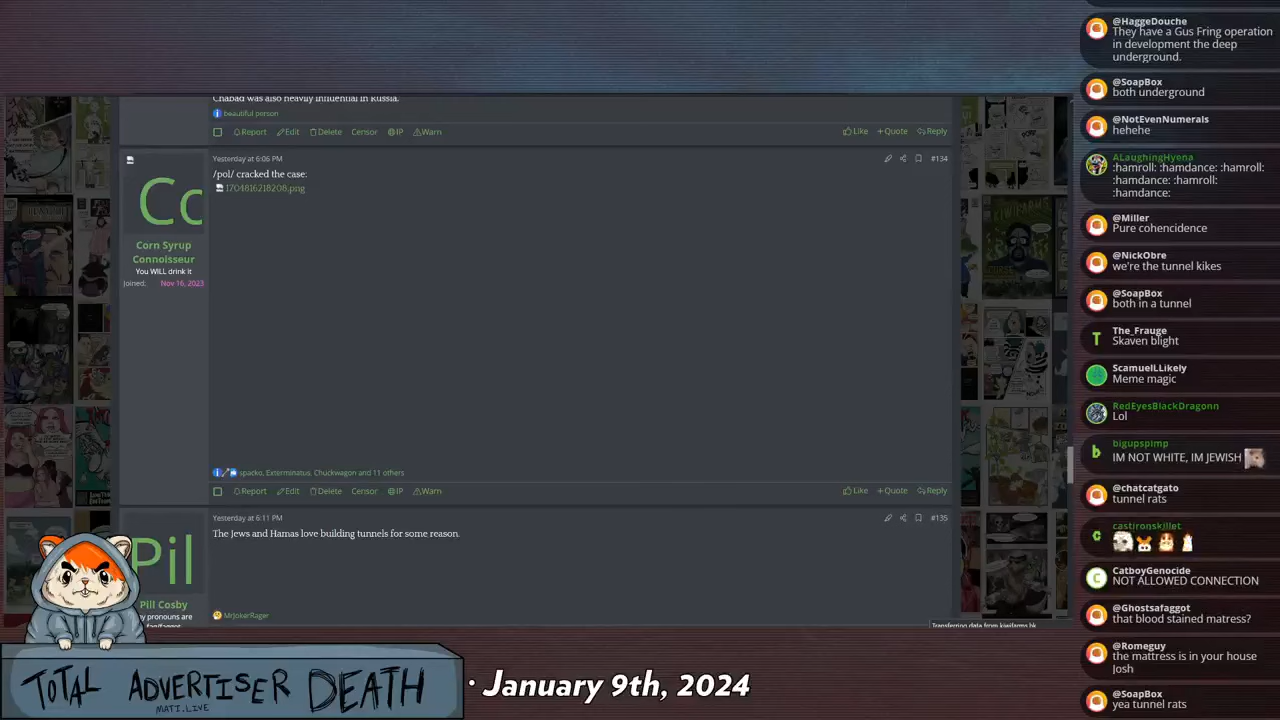 Chabad was also heavily influential in Russia
beautiful person
Report Edit Delete Censor IP Warn
Like +Quote Reply
Yesterday at 6:06 PM
#134
Cc
Corn Syrup
Connoisseur
You WILL drink it
Joined: Nov 16, 2023
/pol/ cracked the case:
1704816218208.png
spacko, Exterminatus, Chuckwagon and 11 others
Report Edit Delete Censor IP Warn
Like +Quote Reply
Yesterday at 6:11 PM
#135
Pil
Pill Cosby
pronouns are
The Jews and Hamas love building tunnels for some reason.
MrJokerRager
Transferring data from kiwifarms.hk
TOTAL ADVERTISER DEATH
MATI.LIVE
· January 9th, 2024
@HaggeDouche
They have a Gus Fring operation
in development the deep
underground.
@SoapBox
both underground
@NotEvenNumerals
hehehe
ALaughingHyena
:hamroll: :hamdance: :hamroll:
:hamdance: :hamroll:
:hamdance:
@Miller
Pure cohencidence
@NickObre
we're the tunnel kikes
@SoapBox
both in a tunnel
T
The_Frauge
Skaven blight
ScamuelLLikely
Meme magic
RedEyesBlackDragonn
Lol
b
bigupspimp
IM NOT WHITE, IM JEWISH
@chatcatgato
tunnel rats
c
castironskjllet
C
CatboyGenocide
NOT ALLOWED CONNECTION
@Ghostsafaggot
that blood stained matress?
@Romeguy
the mattress is in your house
Josh
@SoapBox
yea tunnel rats